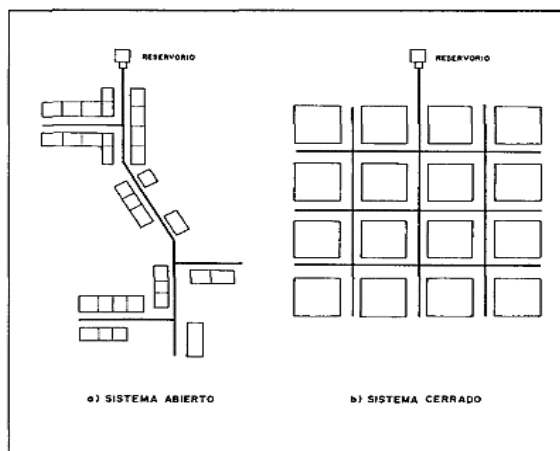 RESERVORIO
RESERVORIO
a) SISTEMA ABIERTO
b) SISTEMA CERRADO